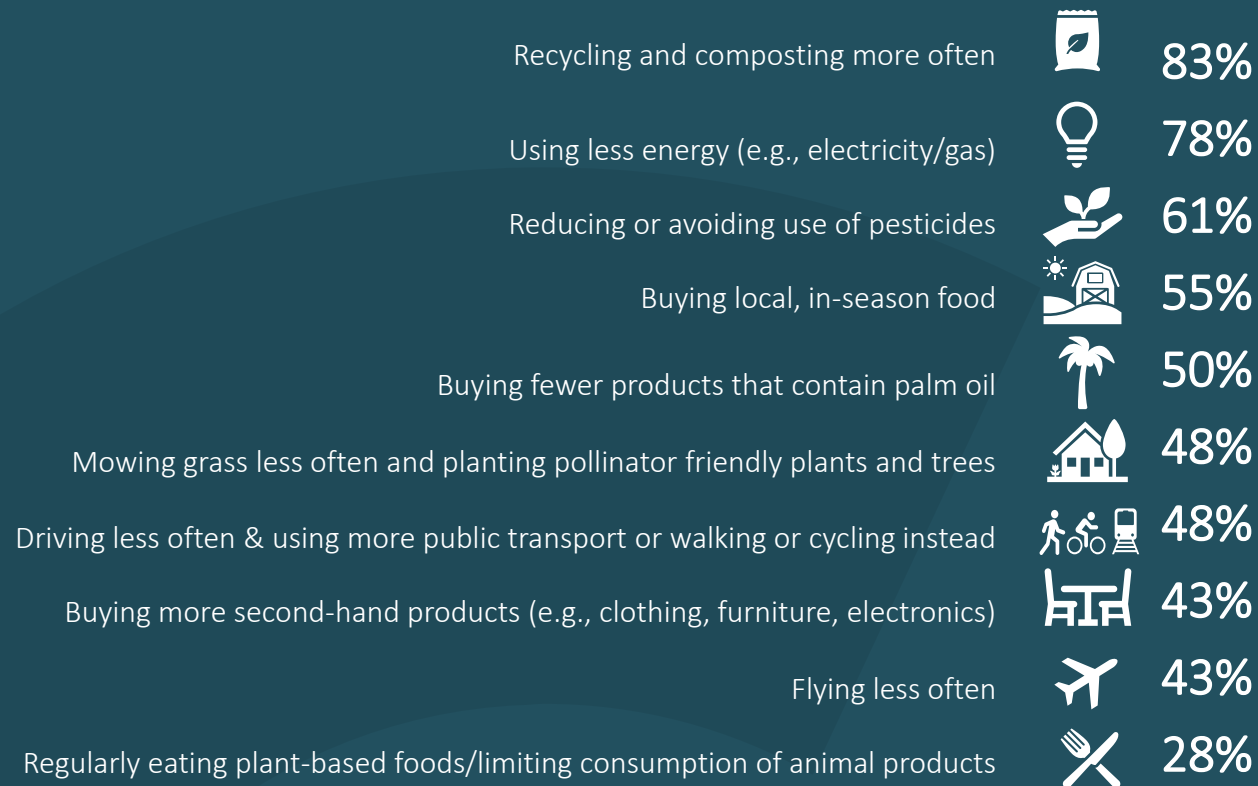 Recycling and composting more often 83%
Using less energy (e.g., electricity/gas) 78%
Reducing or avoiding use of pesticides 61%
Buying local, in-season food 55%
Buying fewer products that contain palm oil 50%
Mowing grass less often and planting pollinator friendly plants and trees 48%
Driving less often & using more public transport or walking or cycling instead 48%
Buying more second-hand products (e.g., clothing, furniture, electronics) 43%
Flying less often 43%
Regularly eating plant-based foods/limiting consumption of animal products 28%